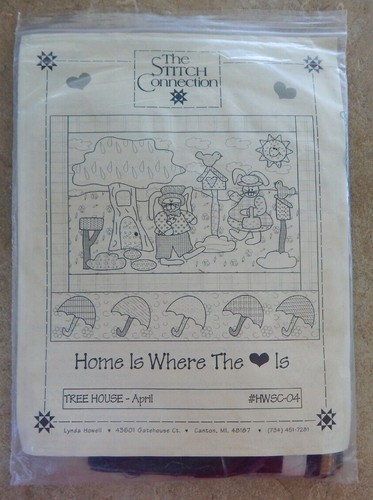 The
STITCH
CONNECTION
Home Is Where The ♥ Is
TREE HOUSE - April #HWSC-04
Lynda Howell ♦ 43601 Gatehouse Ct. ♦ Canton, MI. 48187 ♦ (734) 451-7281